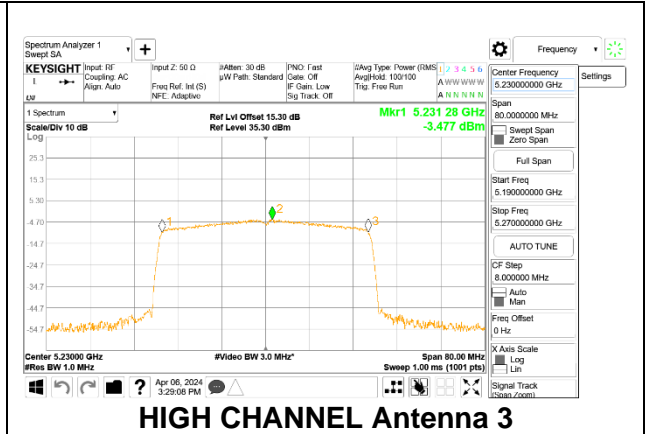 Spectrum Analyzer 1
Swept SA
+
Frequency
KEYSIGHT Input: RF Input Z: 50 Ω #Atten: 30 dB PNO: Fast #Avg Type: Power (RMS 1 2 3 4 5 6
Coupling: AC µW Path: Standard Gate: Off Avg|Hold: 100/100 A W W W W W
Align: Auto Freq Ref: Int (S) IF Gain: Low Trig: Free Run
NFE: Adaptive Sig Track: Off A N N N N N
1 Spectrum
Ref Lvl Offset 15.30 dB Mkr1 5.231 28 GHz
Scale/Div 10 dB Ref Level 35.30 dBm -3.477 dBm
Log
25.3
15.3
5.30
-4.70
-14.7
-24.7
-34.7
-44.7
-54.7
1
2
3
Center 5.23000 GHz #Video BW 3.0 MHz* Span 80.00 MHz
#Res BW 1.0 MHz Sweep 1.00 ms (1001 pts)
? Apr 06, 2024
3:29:08 PM
Center Frequency
5.230000000 GHz
Settings
Span
80.0000000 MHz
Swept Span
Zero Span
Full Span
Start Freq
5.190000000 GHz
Stop Freq
5.270000000 GHz
AUTO TUNE
CF Step
8.000000 MHz
Auto
Man
Freq Offset
0 Hz
X Axis Scale
Log
Lin
Signal Track
(Span Zoom)
HIGH CHANNEL Antenna 3